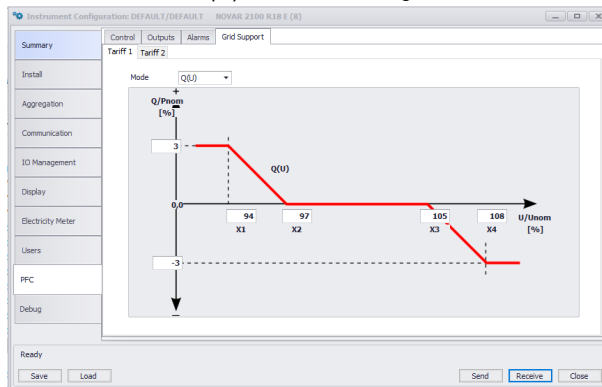 Instrument Configuration: DEFAULT/DEFAULT NOVAR 2100 R18 E (8)
Summary
Install
Aggregation
Communication
IO Management
Display
Electricity Meter
Users
PFC
Debug
Control Outputs Alarms Grid Support
Tariff 1 Tariff 2
Mode Q(U)
+
Q/Pnom
[%]
3
Q(U)
0,0
94 97 105 108 U/Unom
X1 X2 X3 X4 [%]
-3
−
Ready
Save Load Send Receive Close